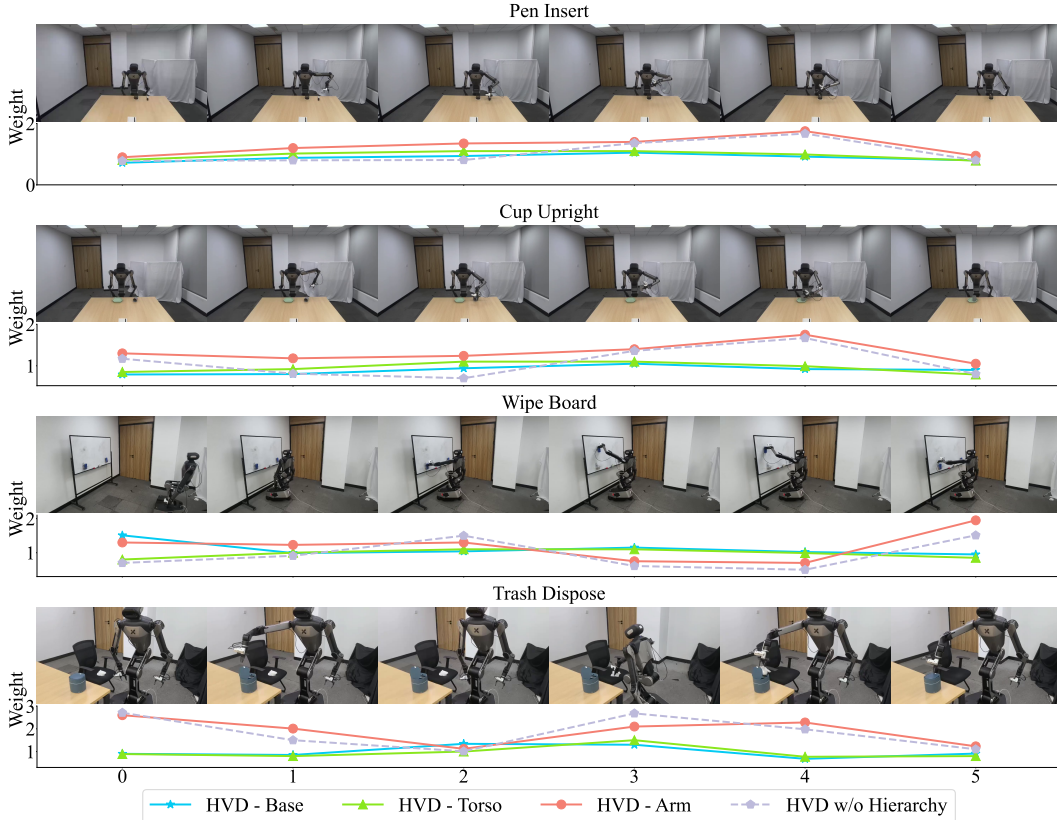 Pen Insert
Weight
2
0
Cup Upright
Weight
2
1
Wipe Board
Weight
2
1
Trash Dispose
Weight
3
2
1
0 1 2 3 4 5
HVD - Base HVD - Torso HVD - Arm HVD w/o Hierarchy